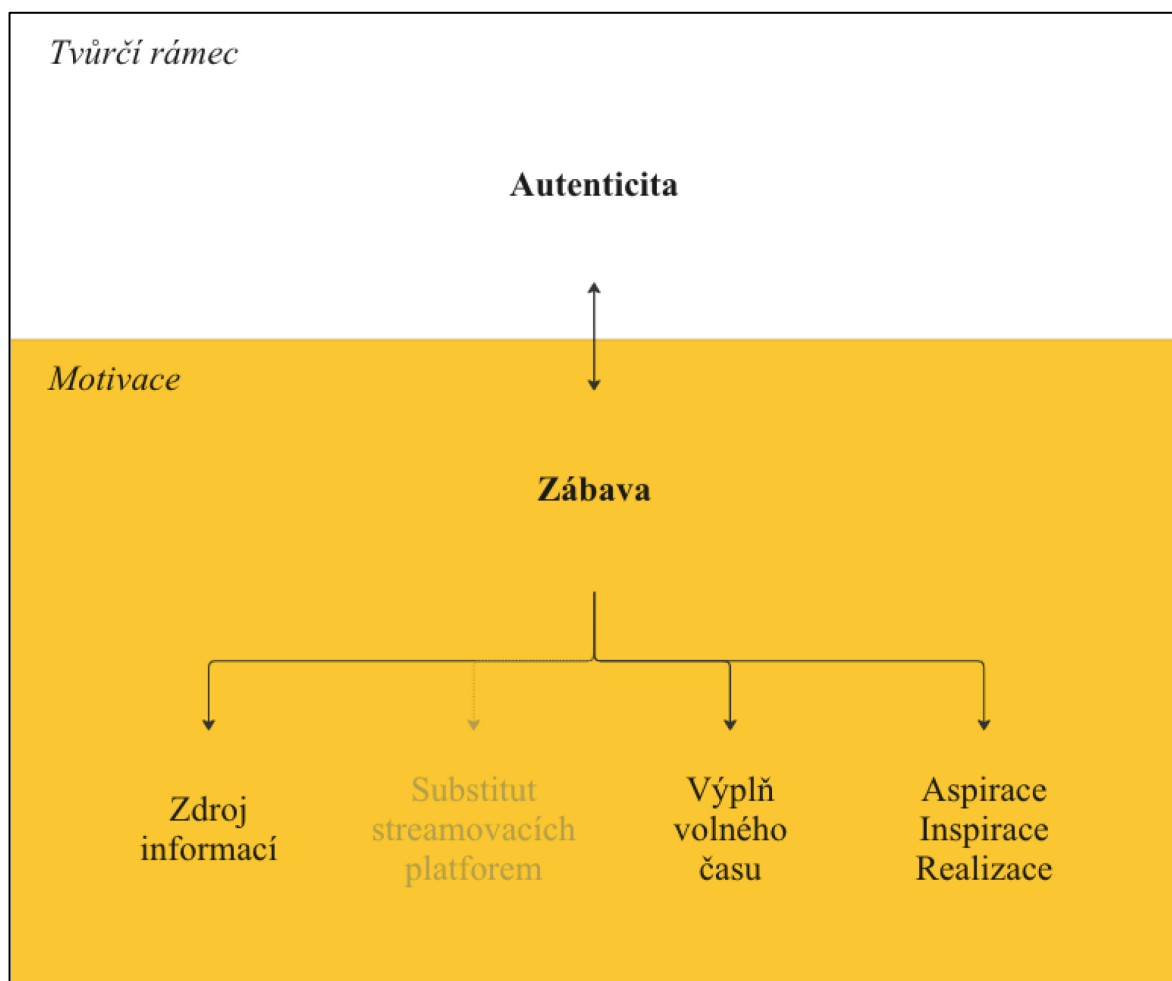 Tvůrčí rámec
Autenticita
Motivace
Zábava
Zdroj
informací
Substitut
streamovacích
platforem
Výplň
volného
času
Aspirace
Inspirace
Realizace